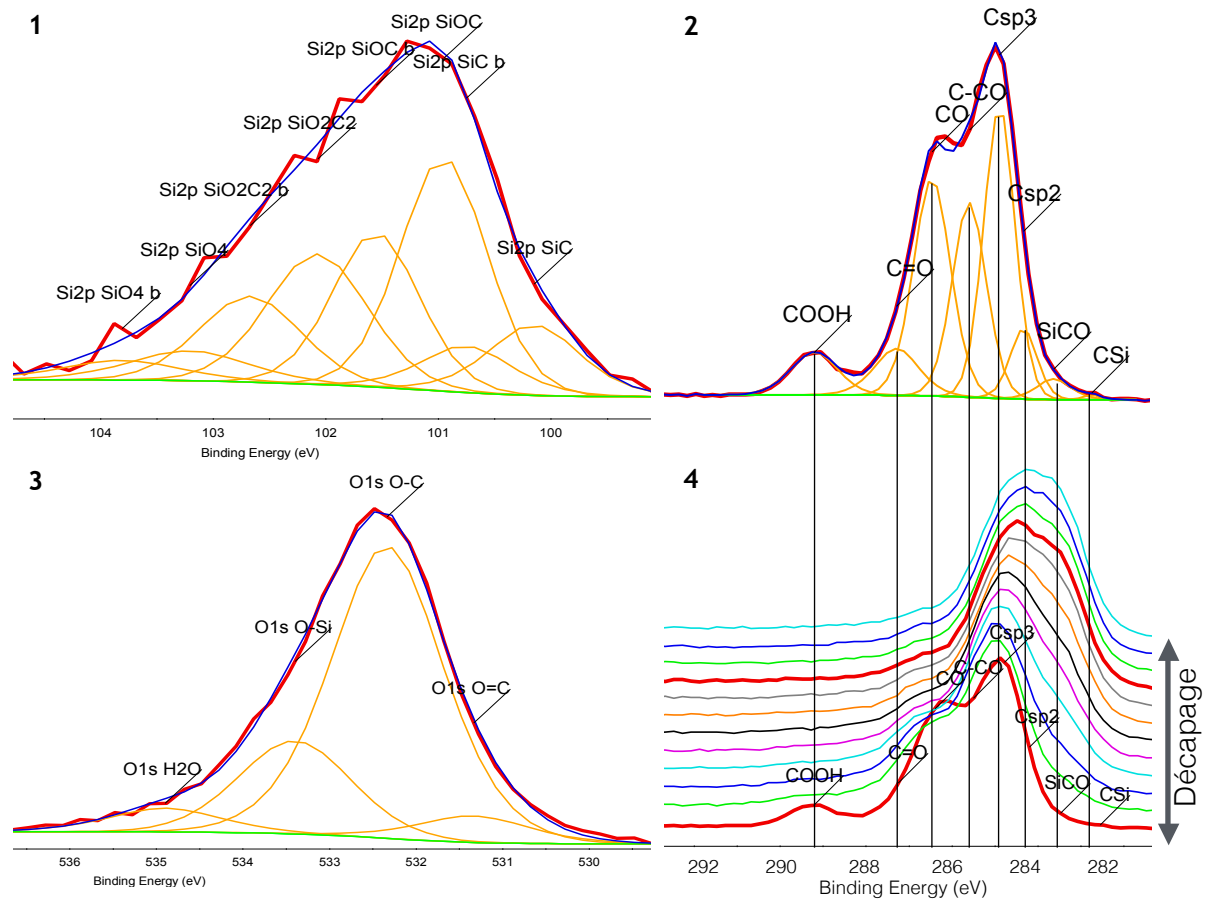 1
Si2p SiOC
Si2p SiOC b
Si2p SiC b
Si2p SiO2C2
Si2p SiO2C2 b
Si2p SiO4
Si2p SiC
Si2p SiO4 b
104 103 102 101 100
Binding Energy (eV)
2
Csp3
C-CO
CO
Csp2
C=O
COOH
SiCO
CSi
3
O1s O-C
O1s O-Si
O1s O=C
O1s H2O
536 535 534 533 532 531 530
Binding Energy (eV)
4
Csp3
C-CO
CO
Csp2
C=O
COOH
SiCO
CSi
Décapage
292 290 288 286 284 282
Binding Energy (eV)